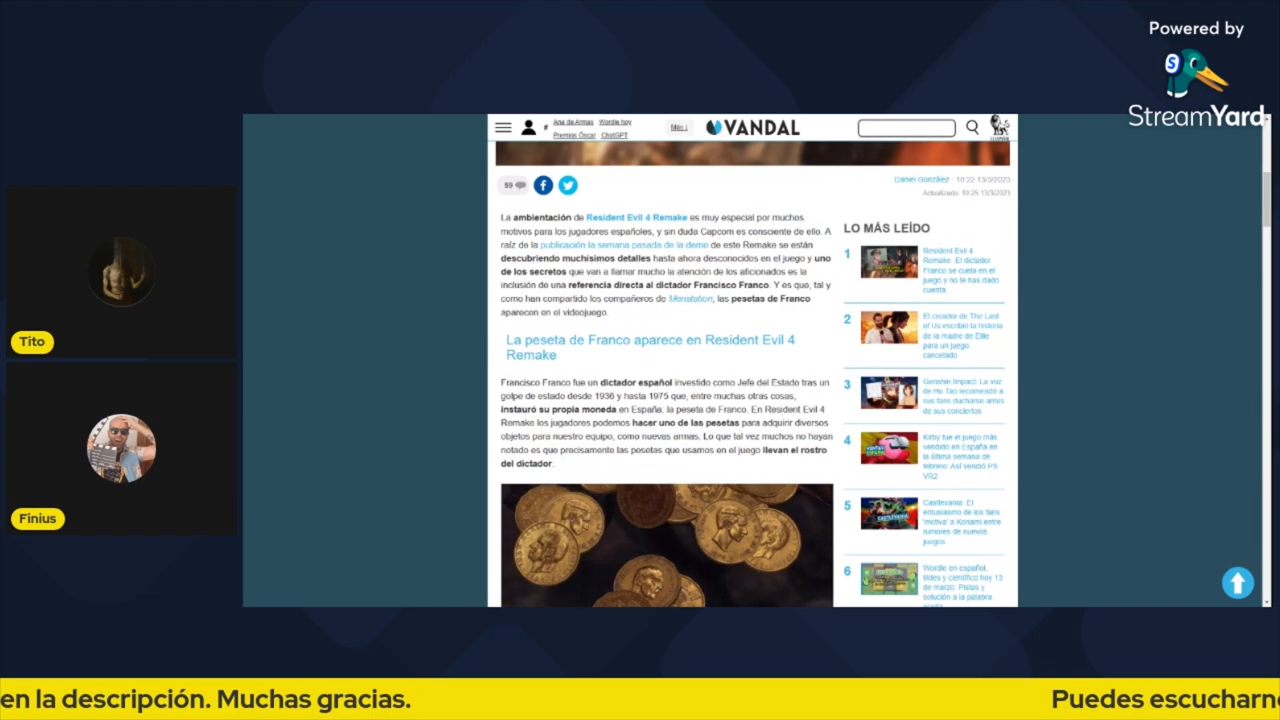 Powered by
StreamYard
Ana de Armas Wordle hoy
# Premios Óscar ChatGPT
Más ↓
VANDAL
99
Daniel González - 10:22 13/3/2023
Actualizado: 10:25 13/3/2023
La ambientación de Resident Evil 4 Remake es muy especial por muchos
motivos para los jugadores españoles, y sin duda Capcom es consciente de ello. A
raíz de la publicación la semana pasada de la demo de este Remake se están
descubriendo muchísimos detalles hasta ahora desconocidos en el juego y uno
de los secretos que van a llamar mucho la atención de los aficionados es la
inclusión de una referencia directa al dictador Francisco Franco. Y es que, tal y
como han compartido los compañeros de Meristation, las pesetas de Franco
aparecen en el videojuego.
La peseta de Franco aparece en Resident Evil 4
Remake
Francisco Franco fue un dictador español investido como Jefe del Estado tras un
golpe de estado desde 1936 y hasta 1975 que, entre muchas otras cosas,
instauró su propia moneda en España: la peseta de Franco. En Resident Evil 4
Remake los jugadores podemos hacer uno de las pesetas para adquirir diversos
objetos para nuestro equipo, como nuevas armas. Lo que tal vez muchos no hayan
notado es que precisamente las pesetas que usamos en el juego llevan el rostro
del dictador.
LO MÁS LEÍDO
1
Resident Evil 4
Remake: El dictador
Franco se cuela en el
juego y no te has dado
cuenta
2
El creador de The Last
of Us escribió la historia
de la madre de Ellie
para un juego
cancelado
3
Genshin Impact: La voz
de Hu Tao recomendó a
sus fans ducharse antes
de sus conciertos
4
Kirby fue el juego más
vendido en España en
la última semana de
febrero: Así vendió PS
VR2
5
Castlevania: El
entusiasmo de los fans
'motiva' a Konami entre
rumores de nuevos
juegos
6
Wordle en español,
tildes y científico hoy 13
de marzo: Pistas y
solución a la palabra
Tito
Finius
en la descripción. Muchas gracias.
Puedes escucharn